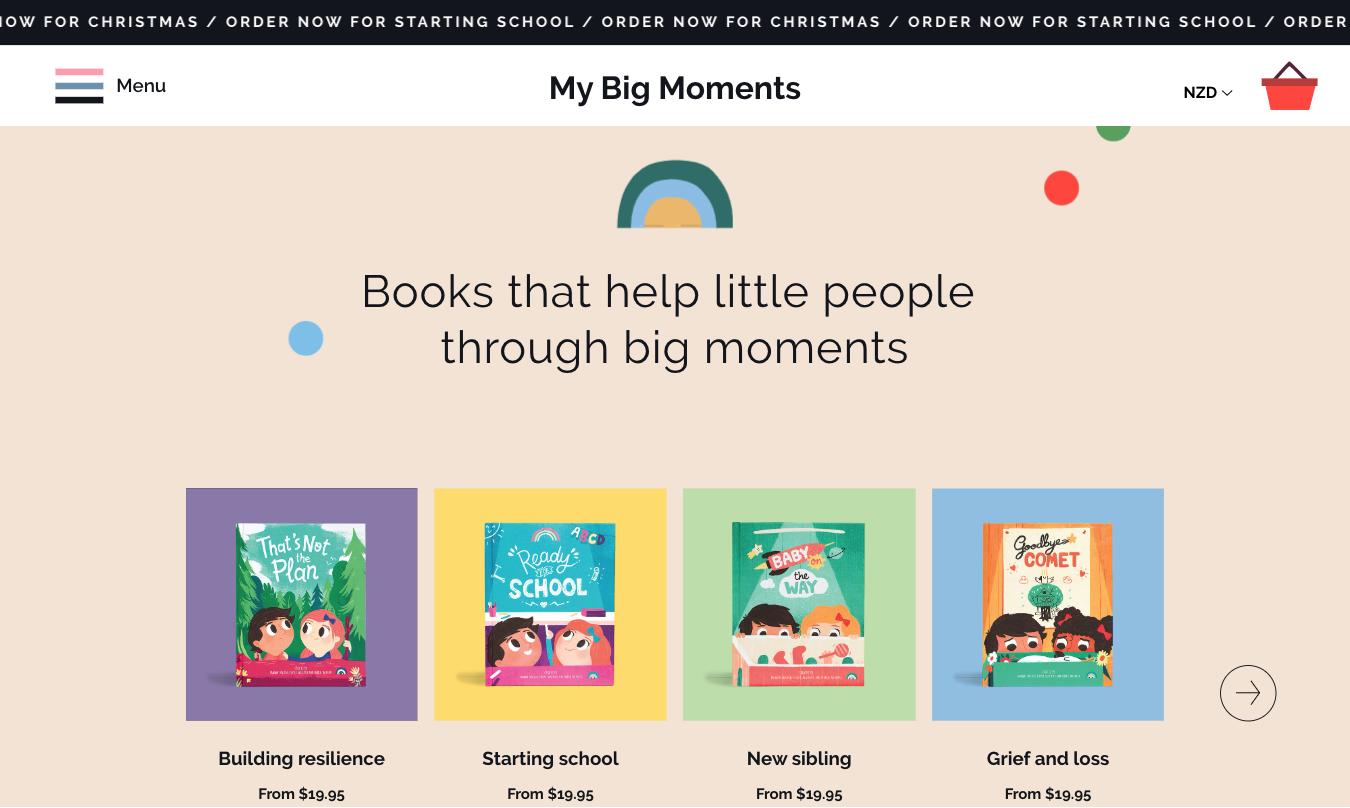 NOW FOR CHRISTMAS / ORDER NOW FOR STARTING SCHOOL / ORDER NOW FOR CHRISTMAS / ORDER NOW FOR STARTING SCHOOL / ORDER
Menu
My Big Moments
NZD
Books that help little people
through big moments
That's Not
the
Plan
ABCD
Ready
for
SCHOOL
BABY
on
the
WAY
Goodbye
COMET
Building resilience
Starting school
New sibling
Grief and loss
From $19.95
From $19.95
From $19.95
From $19.95